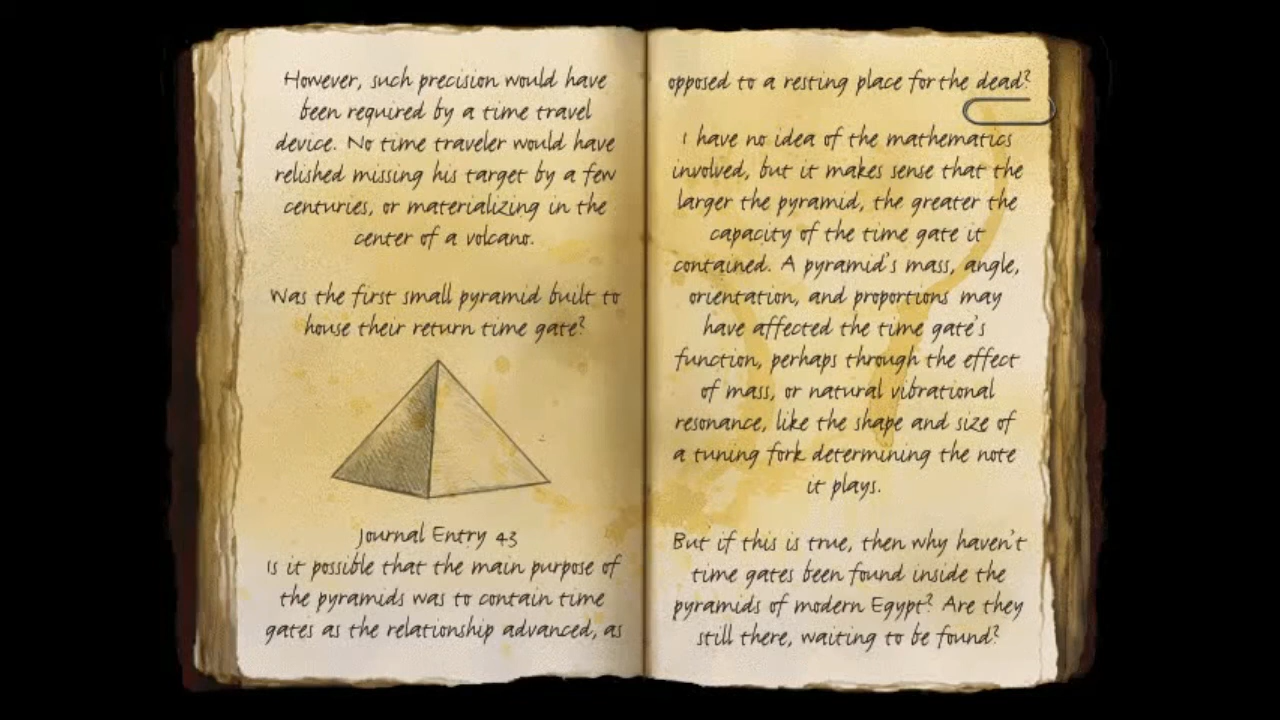 However, such precision would have
been required by a time travel
device. No time traveler would have
relished missing his target by a few
centuries, or materializing in the
center of a volcano.
Was the first small pyramid built to
house their return time gate?
Journal Entry 43
Is it possible that the main purpose of
the pyramids was to contain time
gates as the relationship advanced, as
opposed to a resting place for the dead?
I have no idea of the mathematics
involved, but it makes sense that the
larger the pyramid, the greater the
capacity of the time gate it
contained. A pyramid's mass, angle,
orientation, and proportions may
have affected the time gate's
function, perhaps through the effect
of mass, or natural vibrational
resonance, like the shape and size of
a tuning fork determining the note
it plays.
But if this is true, then why haven't
time gates been found inside the
pyramids of modern Egypt? Are they
still there, waiting to be found?